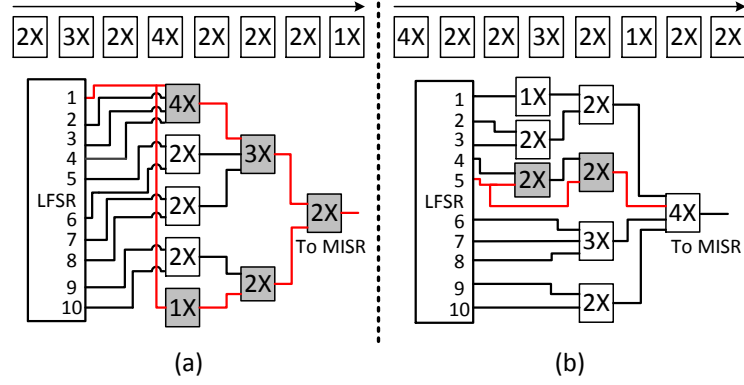 2X 3X 2X 4X 2X 2X 2X 1X
1
2
3
4
5
LFSR
6
7
8
9
10
4X
2X
2X
2X
1X
3X
2X
2X
To MISR
(a)
4X 2X 2X 3X 2X 1X 2X 2X
1
2
3
4
5
LFSR
6
7
8
9
10
1X
2X
2X
2X
2X
3X
2X
4X
To MISR
(b)